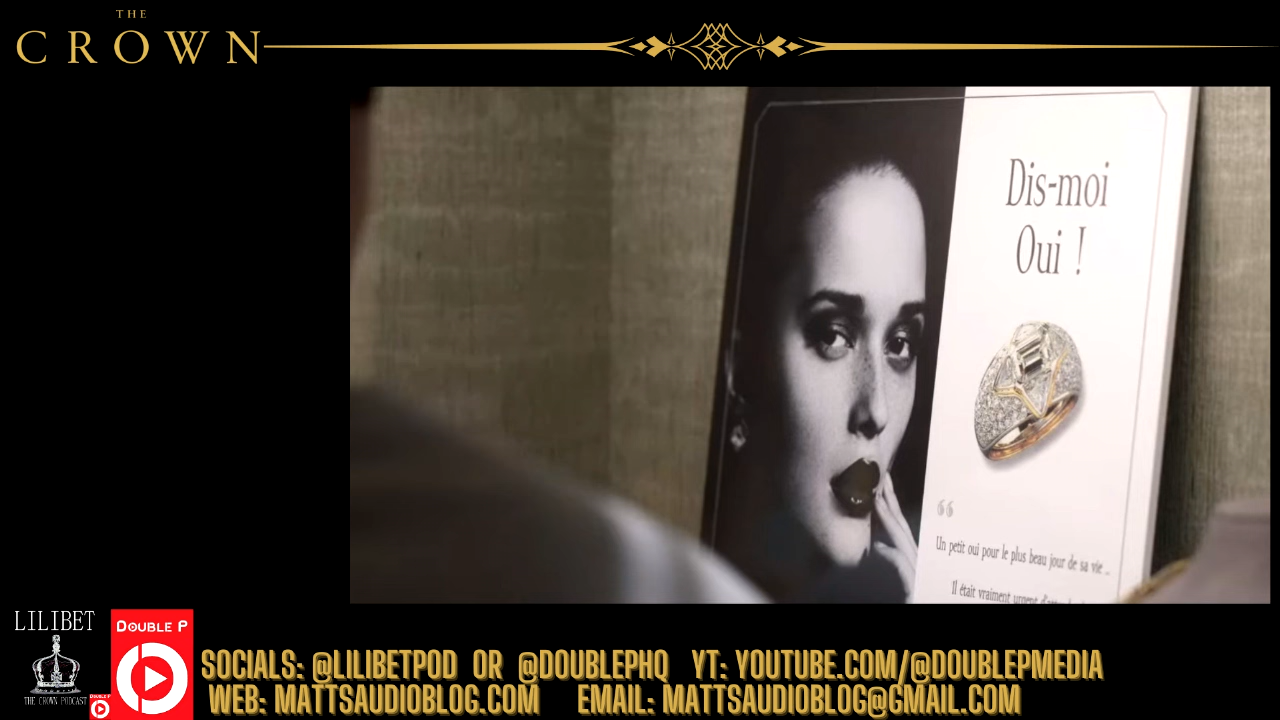 THE
CROWN
Dis-moi
Oui !
“
Un petit oui pour le plus beau jour de sa vie ..
Il était vraiment urgent
LILIBET
THE CROWN PODCAST
DOUBLE P
DOUBLE P
SOCIALS: @LILIBETPOD OR @DOUBLEPHQ YT: YOUTUBE.COM/@DOUBLEPMEDIA
WEB: MATTSAUDIOBLOG.COM EMAIL: MATTSAUDIOBLOG@GMAIL.COM